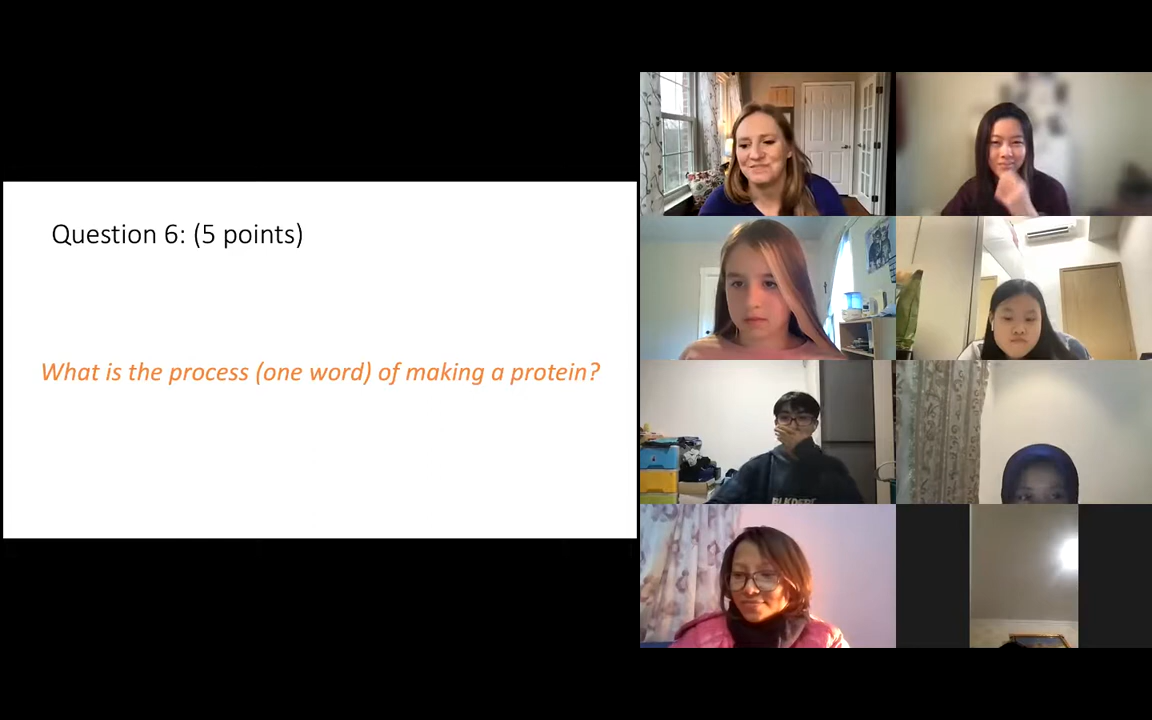 Question 6: (5 points)
What is the process (one word) of making a protein?